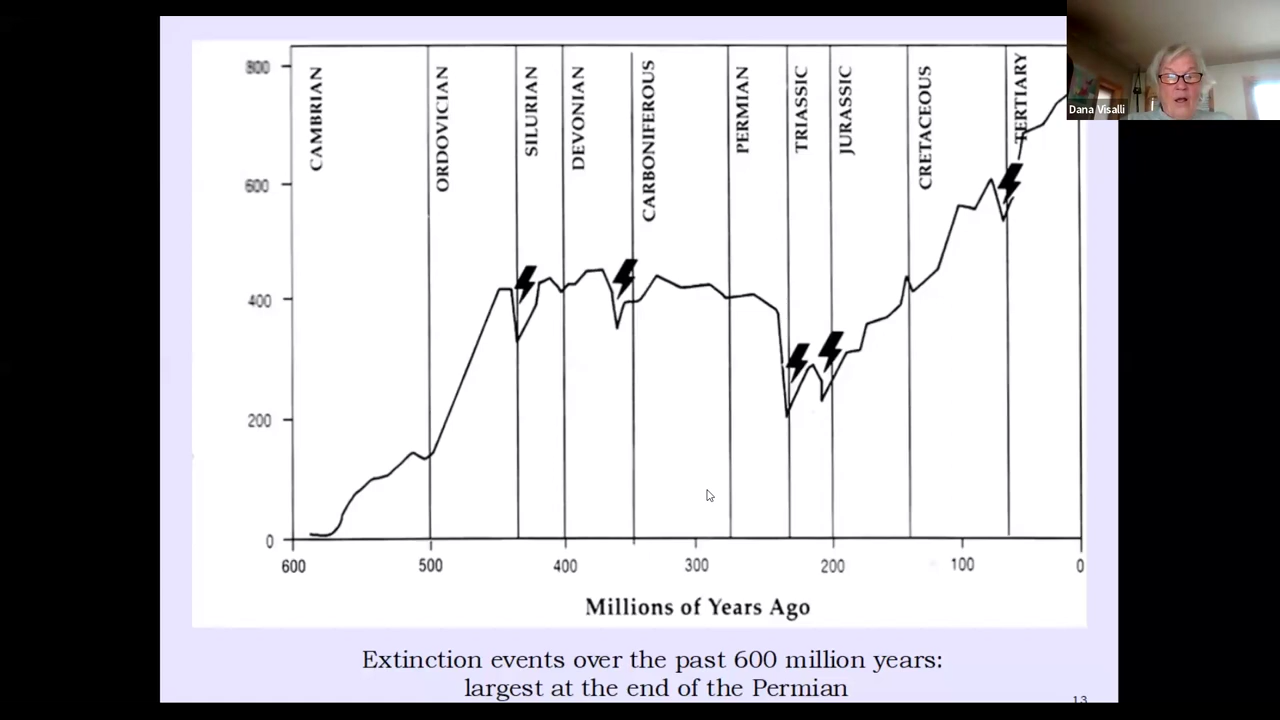 800
600
400
200
0
CAMBRIAN
ORDOVICIAN
SILURIAN
DEVONIAN
CARBONIFEROUS
PERMIAN
TRIASSIC
JURASSIC
CRETACEOUS
TERTIARY
Dana Visalli
600 500 400 300 200 100 0
Millions of Years Ago
Extinction events over the past 600 million years:
largest at the end of the Permian
13